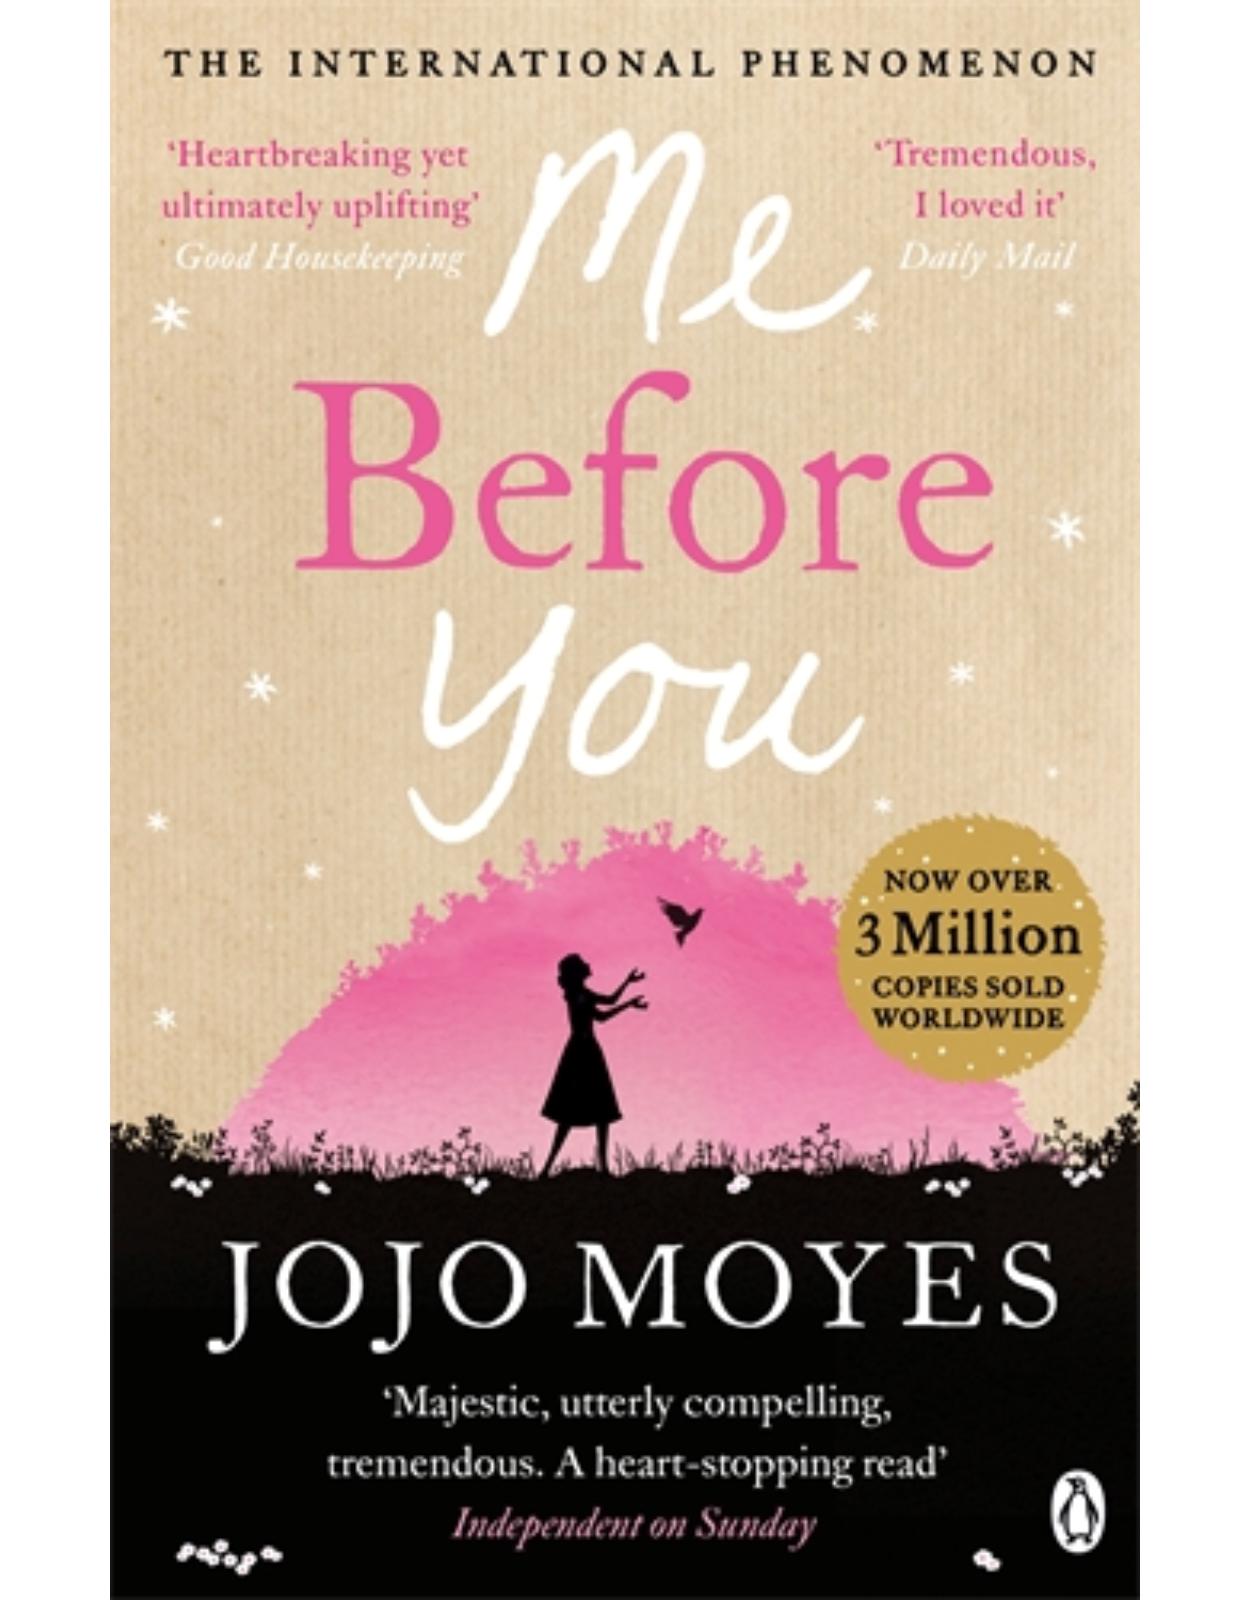 THE INTERNATIONAL PHENOMENON
‘Heartbreaking yet
ultimately uplifting’
Good Housekeeping
‘Tremendous,
I loved it’
Daily Mail
Me
Before
You
NOW OVER
3 Million
COPIES SOLD
WORLDWIDE
JOJO MOYES
‘Majestic, utterly compelling,
tremendous. A heart-stopping read’
Independent on Sunday